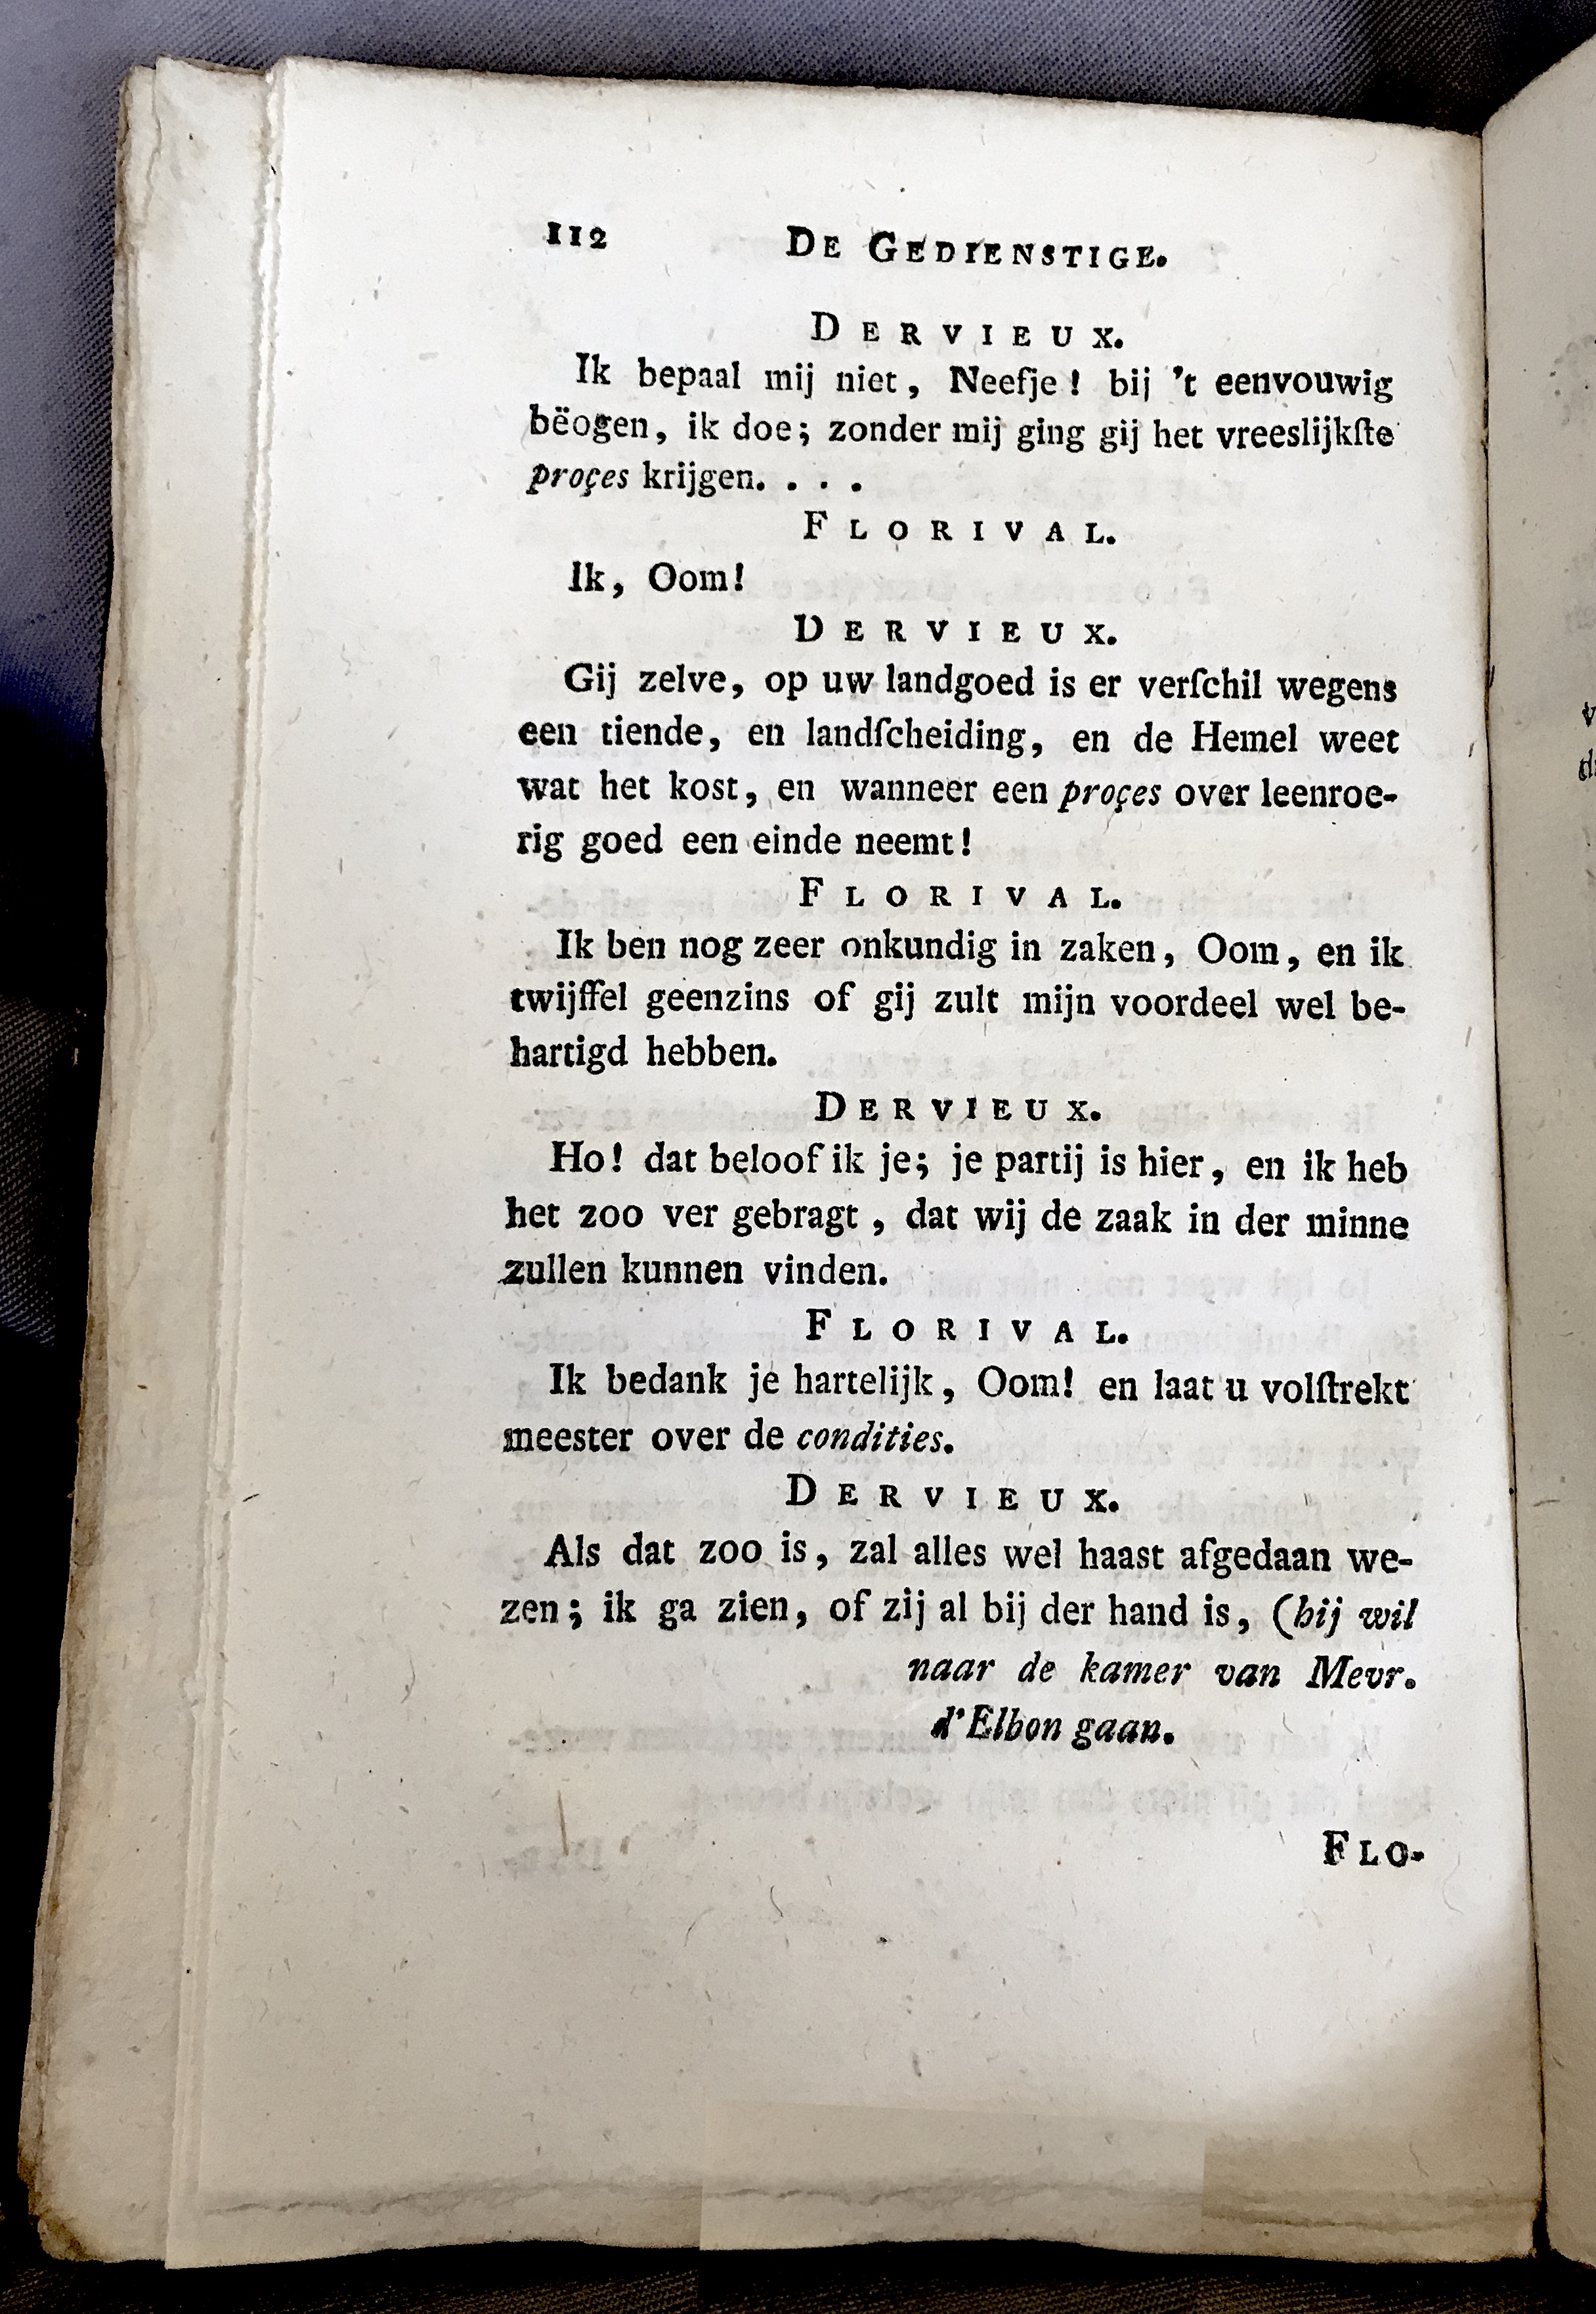 112 DE GEDIENSTIGE.
DERVIEUX.
Ik bepaal mij niet, Neefje! bij 't eenvouwig
bëogen, ik doe; zonder mij ging gij het vreeslijkſte
proçes krijgen. . . .
FLORIVAL.
Ik, Oom!
DERVIEUX.
Gij zelve, op uw landgoed is er verſchil wegens
een tiende, en landſcheiding, en de Hemel weet
wat het kost, en wanneer een proçes over leenroe-
rig goed een einde neemt!
FLORIVAL.
Ik ben nog zeer onkundig in zaken, Oom, en ik
twijffel geenzins of gij zult mijn voordeel wel be-
hartigd hebben.
DERVIEUX.
Ho! dat beloof ik je; je partij is hier, en ik heb
het zoo ver gebragt, dat wij de zaak in der minne
zullen kunnen vinden.
FLORIVAL.
Ik bedank je hartelijk, Oom! en laat u volſtrekt
meester over de condities.
DERVIEUX.
Als dat zoo is, zal alles wel haast afgedaan we-
zen; ik ga zien, of zij al bij der hand is, (hij wil
naar de kamer van Mevr.
d'Elbon gaan.
FLO-